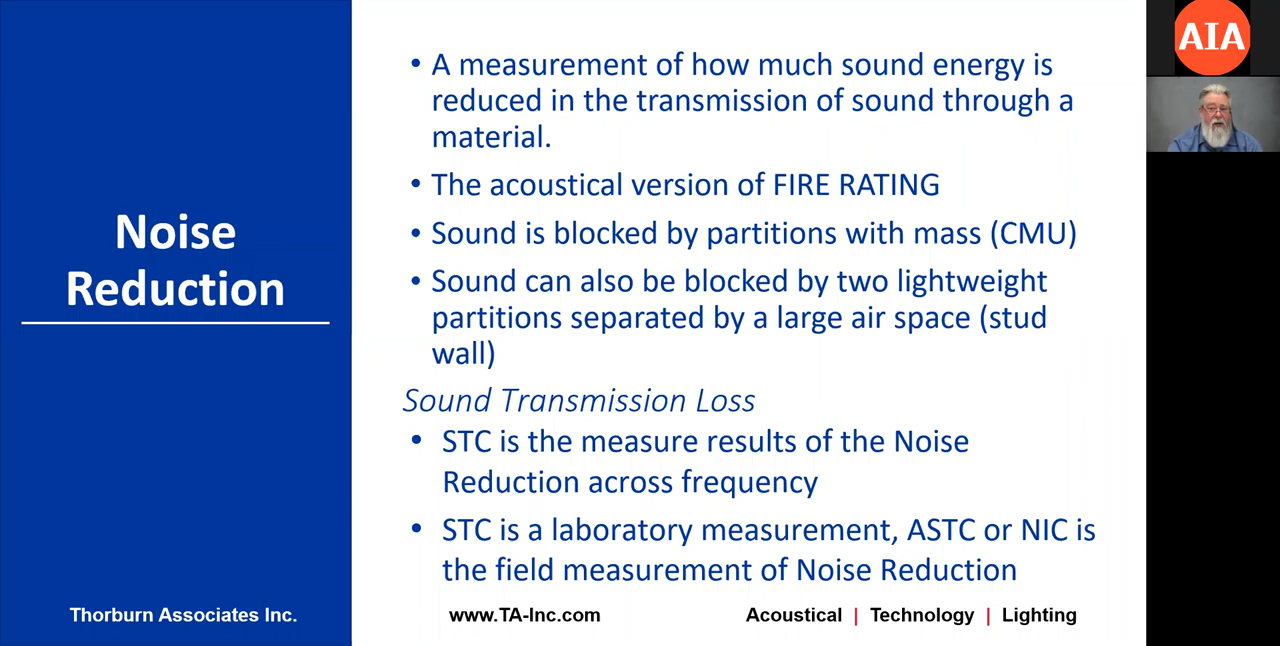 Noise
Reduction
• A measurement of how much sound energy is
reduced in the transmission of sound through a
material.
• The acoustical version of FIRE RATING
• Sound is blocked by partitions with mass (CMU)
• Sound can also be blocked by two lightweight
partitions separated by a large air space (stud
wall)
Sound Transmission Loss
• STC is the measure results of the Noise
Reduction across frequency
• STC is a laboratory measurement, ASTC or NIC is
the field measurement of Noise Reduction
Thorburn Associates Inc. www.TA-Inc.com Acoustical | Technology | Lighting
AIA